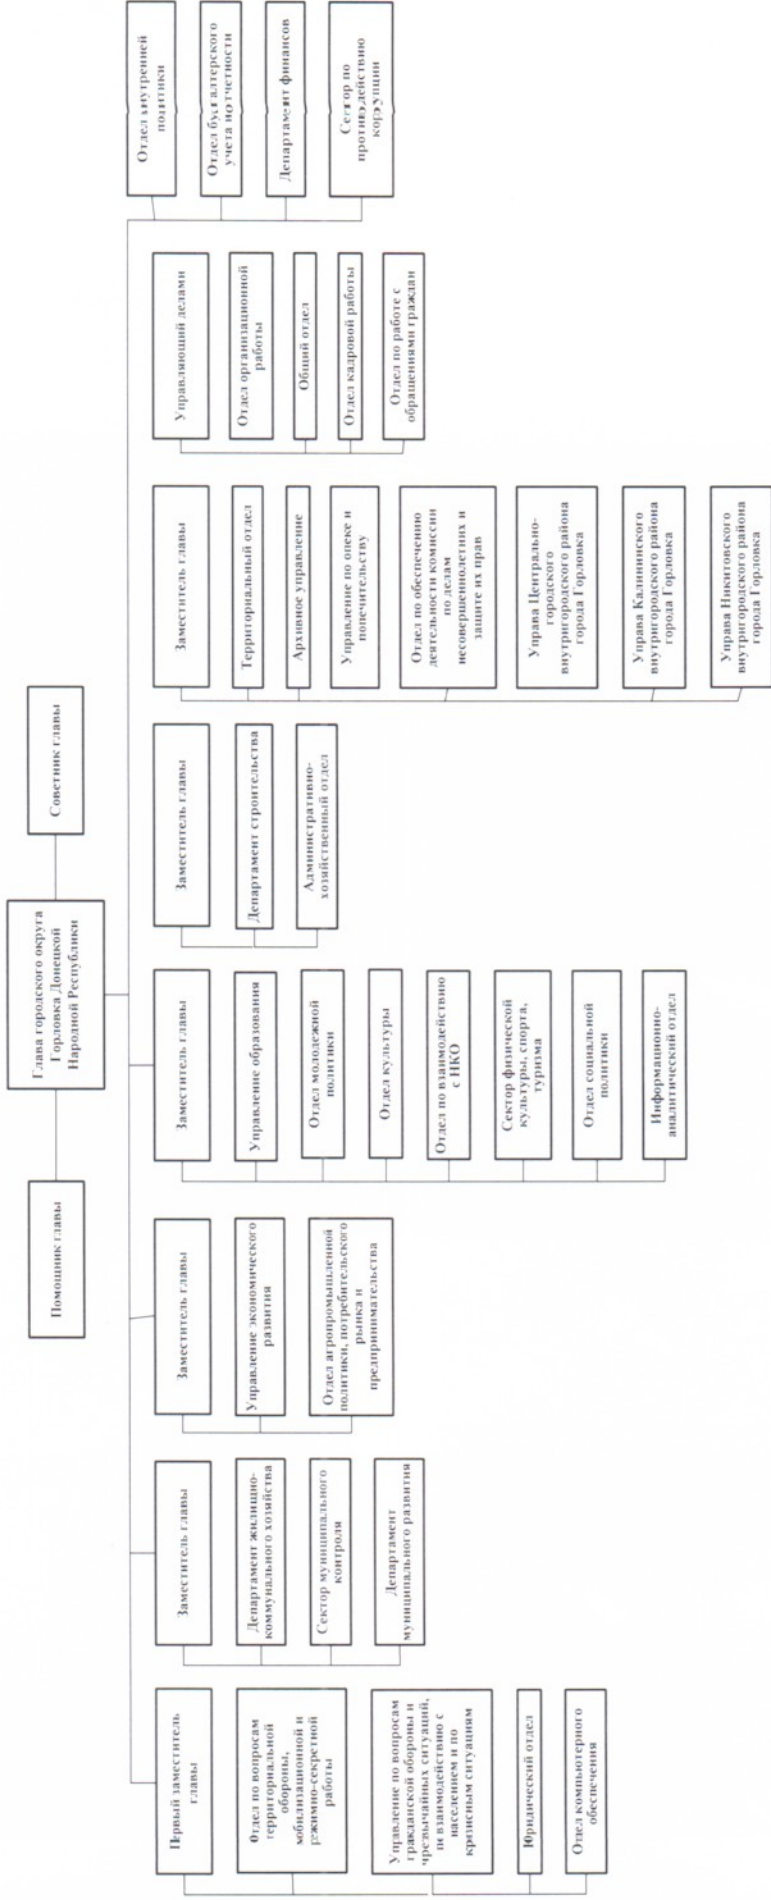 Глава городского округа
Горловка Донецкой
Народной Республики
Помощник главы
Советник главы
Первый заместитель
главы
Отдел по вопросам
территориальной
обороны,
мобилизационной и
режимно-секретной
работы
Управление по вопросам
гражданской обороны и
чрезвычайных ситуаций,
по взаимодействию с
населением и по
кризисным ситуациям
Юридический отдел
Отдел компьютерного
обеспечения
Заместитель главы
Департамент жилищно-
коммунального хозяйства
Сектор муниципального
контроля
Департамент
муниципального развития
Заместитель главы
Управление экономического
развития
Отдел агропромышленной
политики, потребительского
рынка и
предпринимательства
Заместитель главы
Управление образования
Отдел молодежной
политики
Отдел культуры
Отдел по взаимодействию
с НКО
Сектор физической
культуры, спорта,
туризма
Отдел социальной
политики
Информационно-
аналитический отдел
Заместитель главы
Департамент строительства
Административно-
хозяйственный отдел
Заместитель главы
Территориальный отдел
Архивное управление
Управление по опеке и
попечительству
Отдел по обеспечению
деятельности комиссии
по делам
несовершеннолетних и
защите их прав
Управа Центрально-
городского
внутригородского района
города Горловка
Управа Калининского
внутригородского района
города Горловка
Управа Никитовского
внутригородского района
города Горловка
Управляющий делами
Отдел организационной
работы
Общий отдел
Отдел кадровой работы
Отдел по работе с
обращениями граждан
Отдел внутренней
политики
Отдел бухгалтерского
учета и отчетности
Департамент финансов
Сектор по
противодействию
коррупции